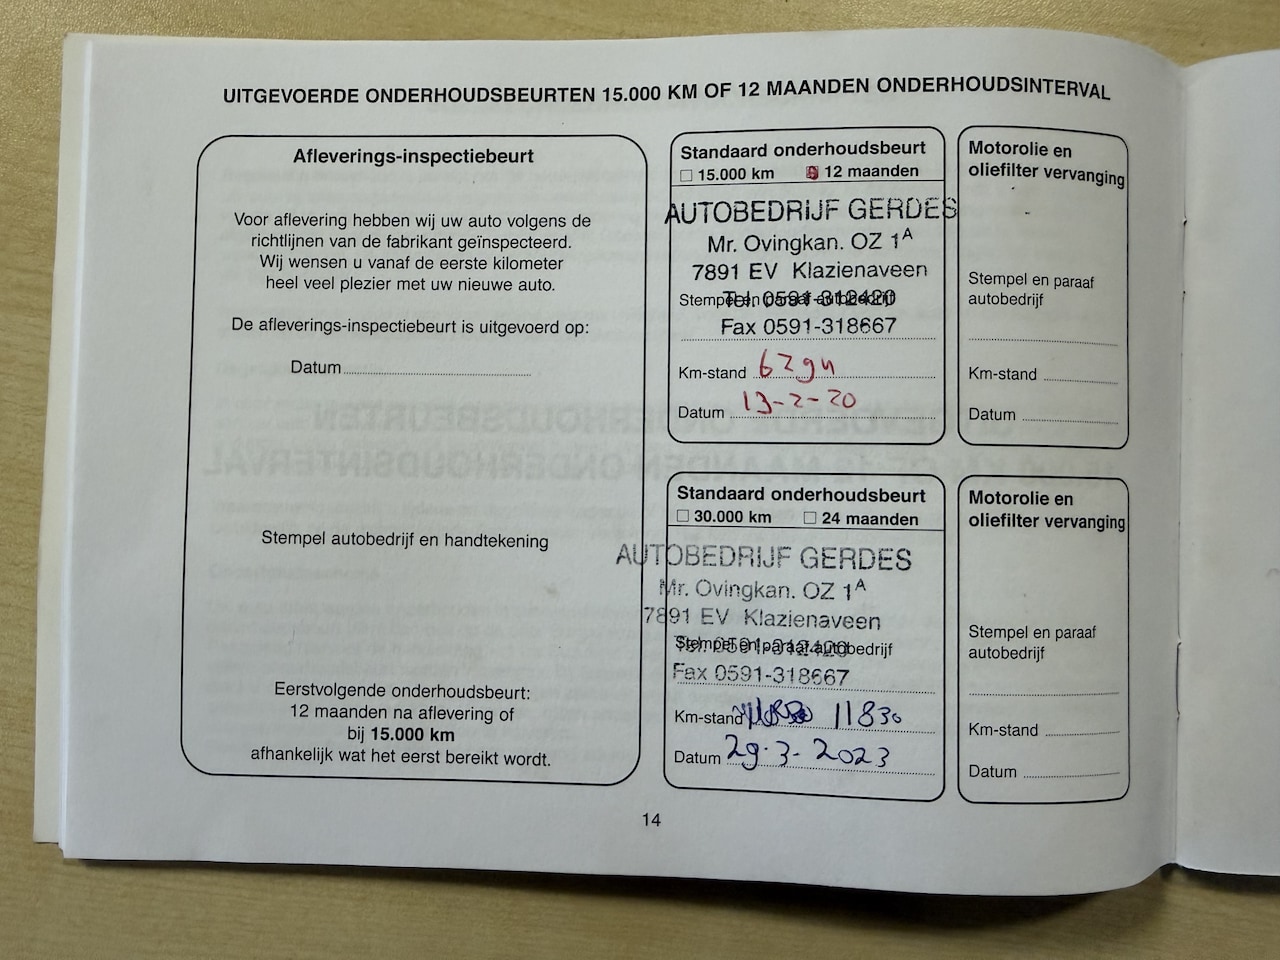 UITGEVOERDE ONDERHOUDSBEURTEN 15.000 KM OF 12 MAANDEN ONDERHOUDSINTERVAL
Afleverings-inspectiebeurt
Voor aflevering hebben wij uw auto volgens de
richtlijnen van de fabrikant geïnspecteerd.
Wij wensen u vanaf de eerste kilometer
heel veel plezier met uw nieuwe auto.
De afleverings-inspectiebeurt is uitgevoerd op:
Datum
Stempel autobedrijf en handtekening
Eerstvolgende onderhoudsbeurt:
12 maanden na aflevering of
bij 15.000 km
afhankelijk wat het eerst bereikt wordt.
Standaard onderhoudsbeurt
15.000 km 12 maanden
AUTOBEDRIJF GERDES
Mr. Ovingkan. OZ 1A
7891 EV Klazienaveen
Stempel en paraaf autobedrijf
Tel. 0591-312420
Fax 0591-318667
Km-stand
Datum 13-2-20
Motorolie en
oliefilter vervanging
Stempel en paraaf
autobedrijf
Km-stand
Datum
Standaard onderhoudsbeurt
30.000 km 24 maanden
AUTOBEDRIJF GERDES
Mr. Ovingkan. OZ 1A
7891 EV Klazienaveen
Stempel en paraaf autobedrijf
Tel. 0591-312420
Fax 0591-318667
Km-stand 11830
Datum 29-3-2023
Motorolie en
oliefilter vervanging
Stempel en paraaf
autobedrijf
Km-stand
Datum
14